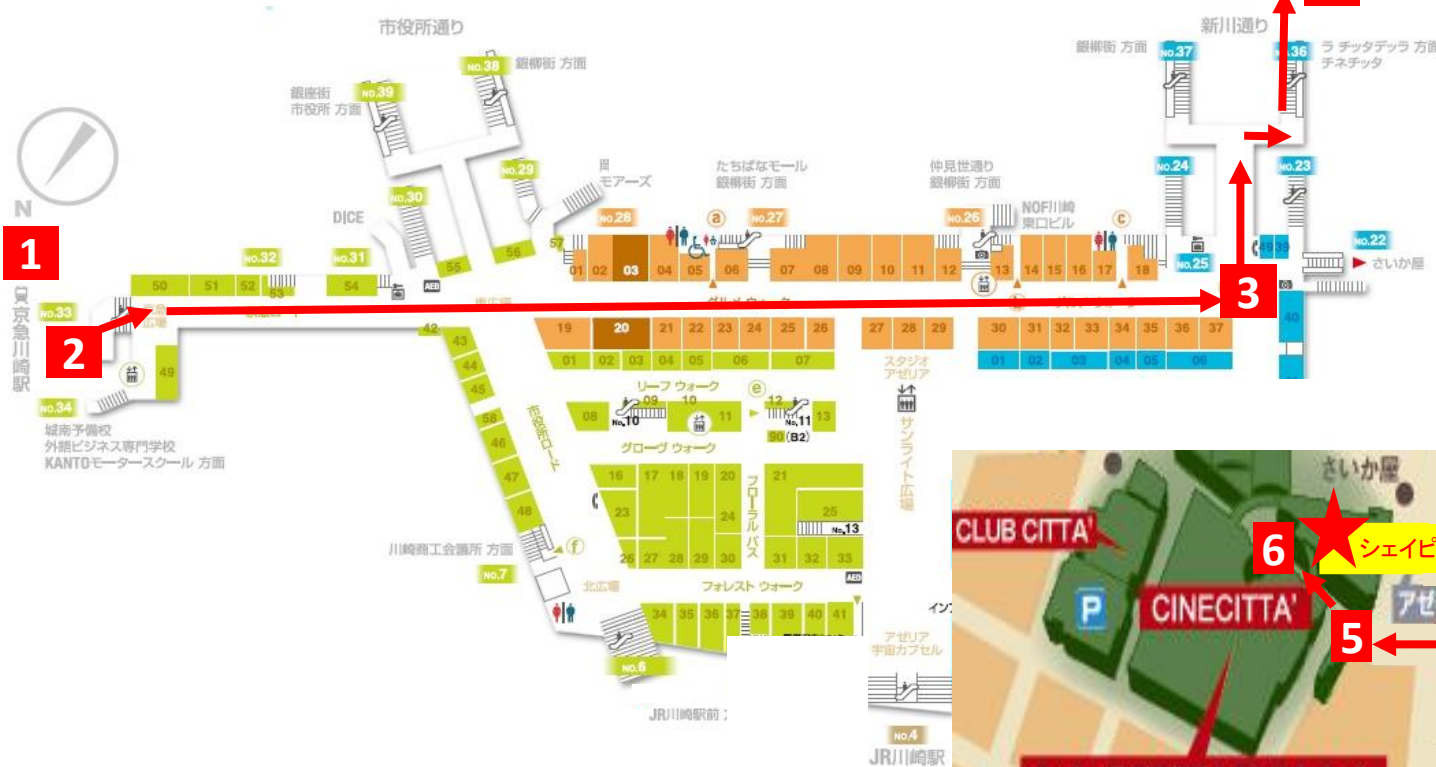 市役所通り
新川通り
No.38
銀柳街 方面
No.39
銀座街
市役所 方面
銀柳街 方面
No.37
No.36
ラ チッタデッラ 方面
チネチッタ
N
No.29
No.30
岡
モアーズ
たちばなモール
銀柳街 方面
仲見世通り
銀柳街 方面
No.24
No.23
DICE
No.28
a
No.27
No.26
NOF川崎
東口ビル
c
No.22
さいか屋
No.25
1
No.32
No.31
55
56
57
01 02 03 04 05 06 07 08 09 10 11 12 13 14 15 16 17 18
49 39
50 51 52 53 54
AED
3
京急川崎駅
No.33
2
42
43
44
45
58
46
47
48
49
19 20 21 22 23 24 25 26 27 28 29 30 31 32 33 34 35 36 37
40
01 02 03 04 05 06 07
01 02 03 04 05 06
No.34
城南予備校
外語ビジネス専門学校
KANTOモータースクール 方面
スタジオ
アゼリア
リーフ ウォーク
e
08 No.10 09 10 11 12 No.11 13
90 (B2)
市役所ロード
グローヴ ウォーク
サンライト広場
16 17 18 19 20 21
フローラル パス
23 24 25
No.13
26 27 28 29 30 31 32 33
川崎商工会議所 方面
f
No.7
北広場
フォレスト ウォーク
AED
34 35 36 37 38 39 40 41
No.6
JR川崎駅前
アゼリア
宇宙カプセル
No.4
JR川崎駅
さいか屋
CLUB CITTA'
6
シェイピ
P
CINECITTA'
アゼ
5